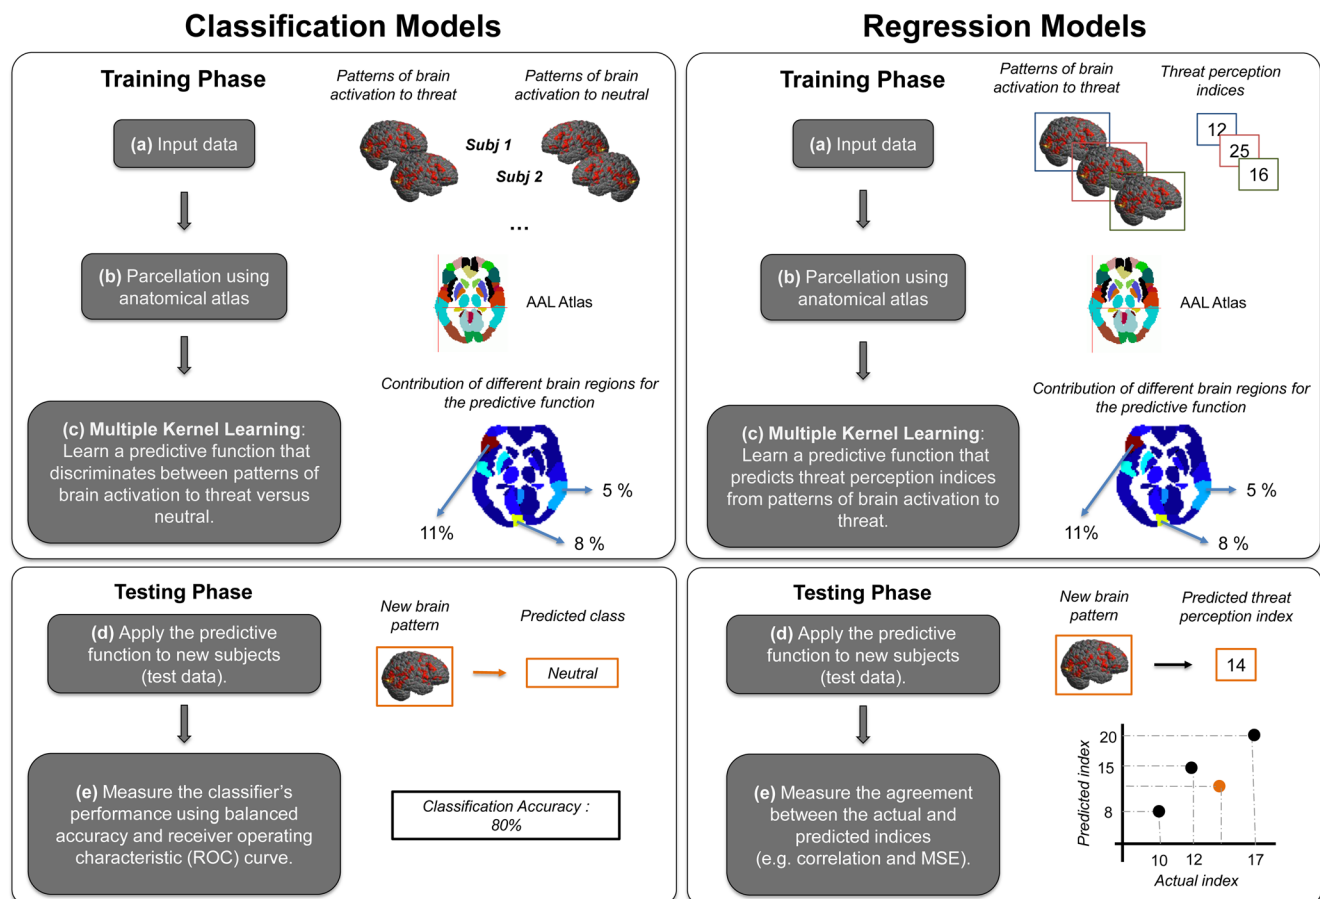 Classification Models
Training Phase
Patterns of brain
activation to threat
Patterns of brain
activation to neutral
(a) Input data
Subj 1
Subj 2
...
(b) Parcellation using
anatomical atlas
AAL Atlas
Contribution of different brain regions for
the predictive function
(c) Multiple Kernel Learning:
Learn a predictive function that
discriminates between patterns of
brain activation to threat versus
neutral.
5 %
11%
8 %
Testing Phase
(d) Apply the predictive
function to new subjects
(test data).
New brain
pattern
Predicted class
Neutral
(e) Measure the classifier's
performance using balanced
accuracy and receiver operating
characteristic (ROC) curve.
Classification Accuracy :
80%
Regression Models
Training Phase
Patterns of brain
activation to threat
Threat perception
indices
(a) Input data
12
25
16
(b) Parcellation using
anatomical atlas
AAL Atlas
Contribution of different brain regions for
the predictive function
(c) Multiple Kernel Learning:
Learn a predictive function that
predicts threat perception indices
from patterns of brain activation to
threat.
5 %
11%
8 %
Testing Phase
(d) Apply the predictive
function to new subjects
(test data).
New brain
pattern
Predicted threat
perception index
14
(e) Measure the agreement
between the actual and
predicted indices
(e.g. correlation and MSE).
Predicted index
20
15
8
10
12
17
Actual index